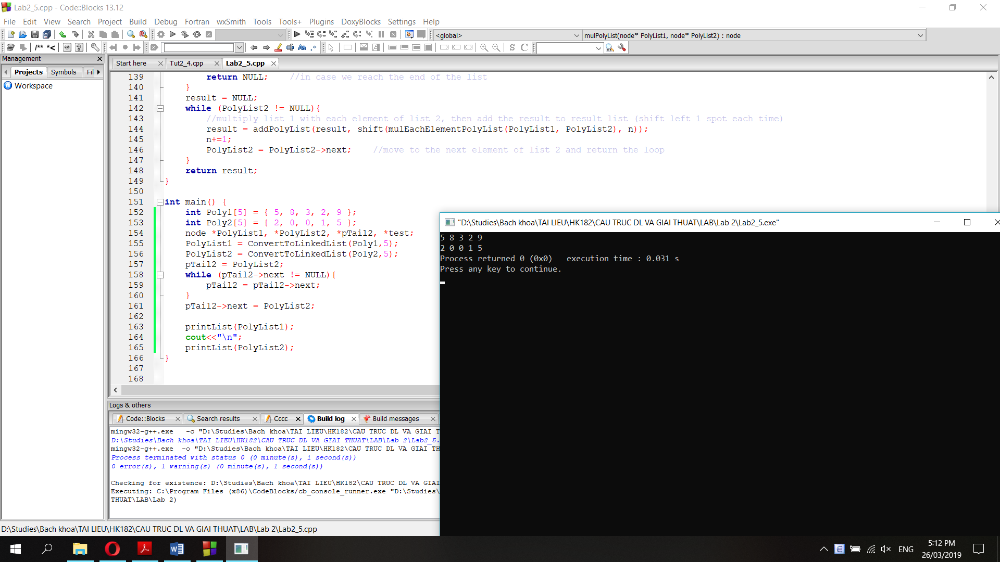 Lab2_5.cpp - Code::Blocks 13.12
File Edit View Search Project Build Debug Fortran wxSmith Tools Tools+ Plugins DoxyBlocks Settings Help
<global> mulPolyList(node* PolyList1, node* PolyList2) : node
/** *<
Aa .*
S C
Management
Projects Symbols Fil
Workspace
Start here Tut2_4.cpp Lab2_5.cpp
139 return NULL; //in case we reach the end of the list
140 }
141 result = NULL;
142 while (PolyList2 != NULL){
143 //multiply list 1 with each element of list 2, then add the result to result list (shift left 1 spot each time)
144 result = addPolyList(result, shift(mulEachElementPolyList(PolyList1, PolyList2), n));
145 n+=1;
146 PolyList2 = PolyList2->next; //move to the next element of list 2 and return the loop
147 }
148 return result;
149 }
150
151 int main() {
152 int Poly1[5] = { 5, 8, 3, 2, 9 };
153 int Poly2[5] = { 2, 0, 0, 1, 5 };
154 node *PolyList1, *PolyList2, *pTail2, *test;
155 PolyList1 = ConvertToLinkedList(Poly1,5);
156 PolyList2 = ConvertToLinkedList(Poly2,5);
157 pTail2 = PolyList2;
158 while (pTail2->next != NULL){
159 pTail2 = pTail2->next;
160 }
161 pTail2->next = PolyList2;
162
163 printList(PolyList1);
164 cout<<"\n";
165 printList(PolyList2);
166 }
167
168
"D:\Studies\Bach khoa\TAI LIEU\HK182\CAU TRUC DL VA GIAI THUAT\LAB\Lab 2\Lab2_5.exe"
5 8 3 2 9
2 0 0 1 5
Process returned 0 (0x0)   execution time : 0.031 s
Press any key to continue.
Logs & others
Code::Blocks Search results Cccc Build log Build messages
mingw32-g++.exe   -c "D:\Studies\Bach khoa\TAI LIEU\HK182\CAU TRUC DL VA GIAI T
D:\Studies\Bach khoa\TAI LIEU\HK182\CAU TRUC DL VA GIAI THUAT\LAB\Lab 2\Lab2_5.
mingw32-g++.exe  -o "D:\Studies\Bach khoa\TAI LIEU\HK182\CAU TRUC DL VA GIAI TH
Process terminated with status 0 (0 minute(s), 1 second(s))
0 error(s), 1 warning(s) (0 minute(s), 1 second(s))
Checking for existence: D:\Studies\Bach khoa\TAI LIEU\HK182\CAU TRUC DL VA GIAI
Executing: C:\Program Files (x86)\CodeBlocks/cb_console_runner.exe "D:\Studies\
THUAT\LAB\Lab 2)
D:\Studies\Bach khoa\TAI LIEU\HK182\CAU TRUC DL VA GIAI THUAT\LAB\Lab 2\Lab2_5.cpp
ENG
5:12 PM
26/03/2019